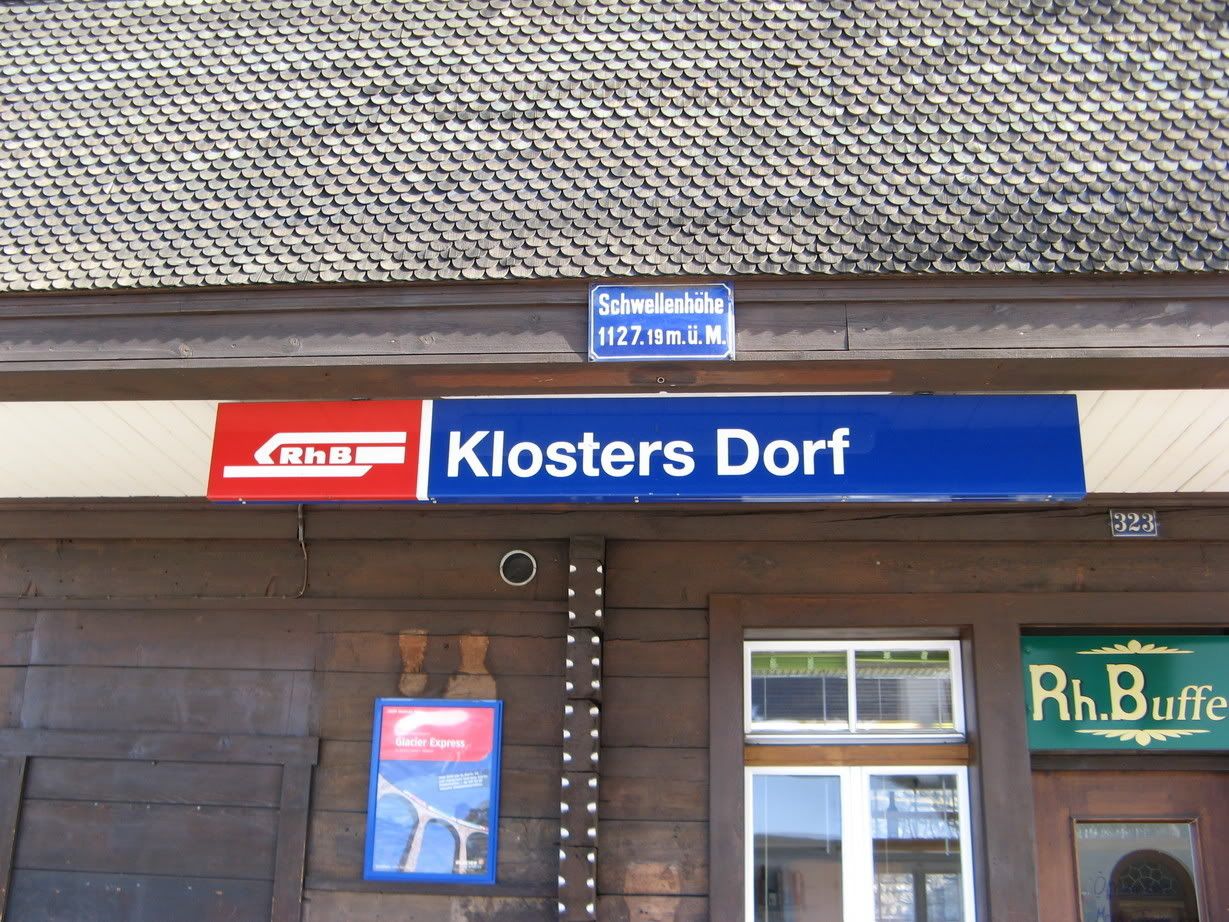 Schwellenhöhe
1127.19 m.ü.M.
RhB
Klosters Dorf
323
Glacier Express
Rh.Buffe